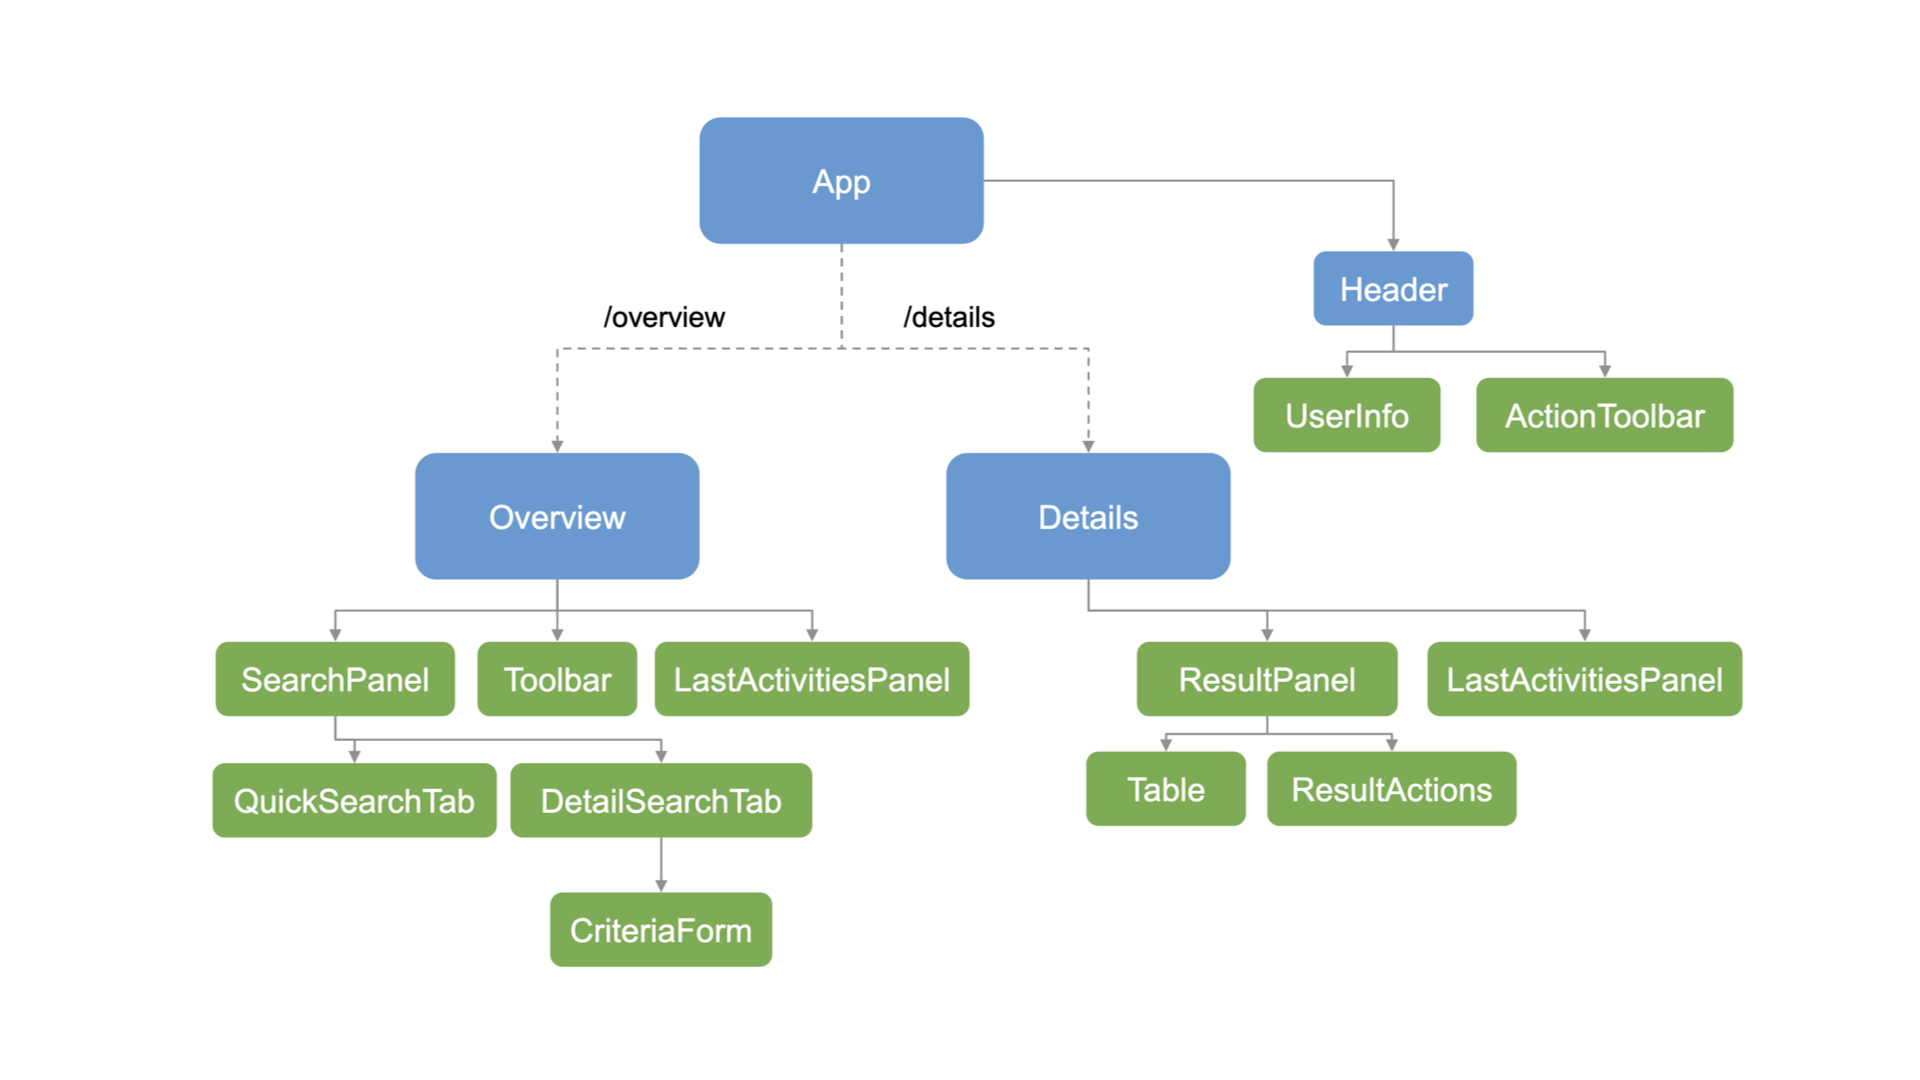 App
Header
/overview
/details
UserInfo
ActionToolbar
Overview
Details
SearchPanel
Toolbar
LastActivitiesPanel
ResultPanel
LastActivitiesPanel
QuickSearchTab
DetailSearchTab
Table
ResultActions
CriteriaForm